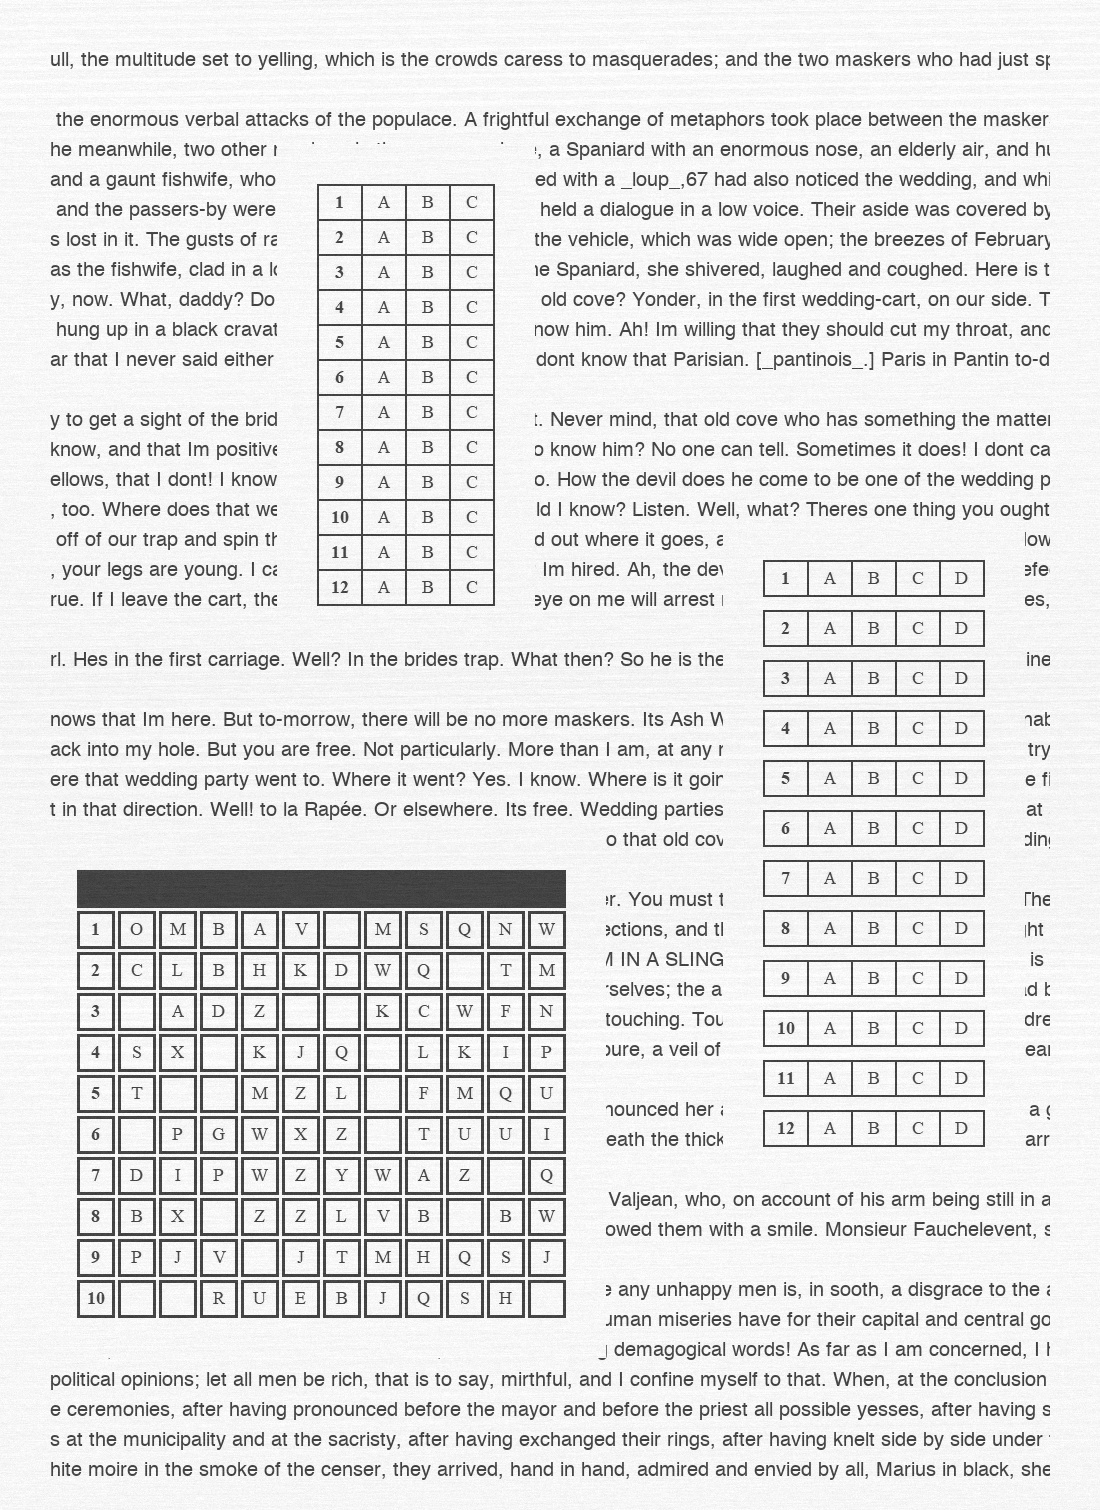 ull, the multitude set to yelling, which is the crowds caress to masquerades; and the two maskers who had just
the enormous verbal attacks of the populace. A frightful exchange of metaphors took place between the masker
he meanwhile, two other a Spaniard with an enormous nose, an elderly air, and
and a gaunt fishwife, who ed with a _loup_,67 had also noticed the wedding, and
and the passers-by were held a dialogue in a low voice. Their aside was covered by
s lost in it. The gusts of the vehicle, which was wide open; the breezes of February
as the fishwife, clad in a Spaniard, she shivered, laughed and coughed. Here is
y, now. What, daddy? Do old cove? Yonder, in the first wedding-cart, on our side.
hung up in a black cravat now him. Ah! Im willing that they should cut my throat, and
ar that I never said either dont know that Parisian. [_pantinois_.] Paris in Pantin to-d
y to get a sight of the Never mind, that old cove who has something the matter
know, and that Im positive know him? No one can tell. Sometimes it does! I dont ca
ellows, that I dont! I know o. How the devil does he come to be one of the wedding p
, too. Where does that we ld I know? Listen. Well, what? Theres one thing you ought
off of our trap and spin d out where it goes,
, your legs are young. I Im hired. Ah, the
rue. If I leave the cart, eye on me will arrest es,
rl. Hes in the first carriage. Well? In the brides trap. What then? So he is the ine
nows that Im here. But to-morrow, there will be no more maskers. Its Ash
ack into my hole. But you are free. Not particularly. More than I am, at any try
ere that wedding party went to. Where it went? Yes. I know. Where is it goin
t in that direction. Well! to la Rapée. Or elsewhere. Its free. Wedding parties at
o that old
You must
ections, and
IN A SLING is
rselves; the
touching.
a veil of
nounced her a
eath the thick
Valjean, who, on account of his arm being still in a
owed them with a smile. Monsieur Fauchelevent, s
any unhappy men is, in sooth, a disgrace to the
uman miseries have for their capital and central go
demagogical words! As far as I am concerned, I
political opinions; let all men be rich, that is to say, mirthful, and I confine myself to that. When, at the conclusion
e ceremonies, after having pronounced before the mayor and before the priest all possible yesses, after having s
s at the municipality and at the sacristy, after having exchanged their rings, after having knelt side by side under
hite moire in the smoke of the censer, they arrived, hand in hand, admired and envied by all, Marius in black, she
1 A B C
2 A B C
3 A B C
4 A B C
5 A B C
6 A B C
7 A B C
8 A B C
9 A B C
10 A B C
11 A B C
12 A B C
1 A B C D
2 A B C D
3 A B C D
4 A B C D
5 A B C D
6 A B C D
7 A B C D
8 A B C D
9 A B C D
10 A B C D
11 A B C D
12 A B C D
1 O M B A V M S Q N W
2 C L B H K D W Q T M
3 A D Z K C W F N
4 S X K J Q L K I P
5 T M Z L F M Q U
6 P G W X Z T U U I
7 D I P W Z Y W A Z Q
8 B X Z Z L V B B W
9 P J V J T M H Q S J
10 R U E B J Q S H